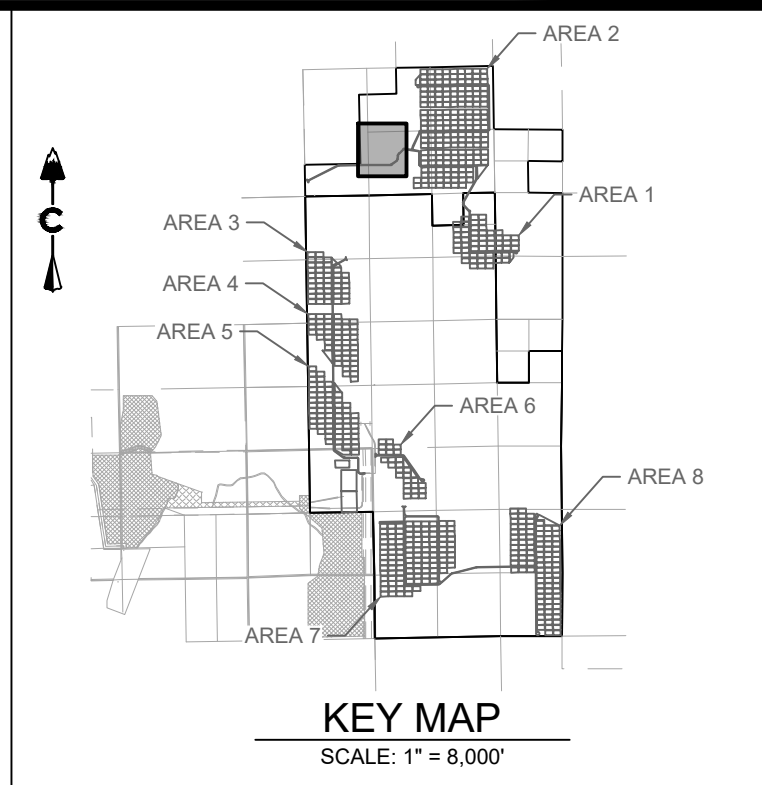 AREA 2
AREA 1
AREA 3
AREA 4
AREA 5
AREA 6
AREA 8
AREA 7
C
KEY MAP
SCALE: 1" = 8,000'